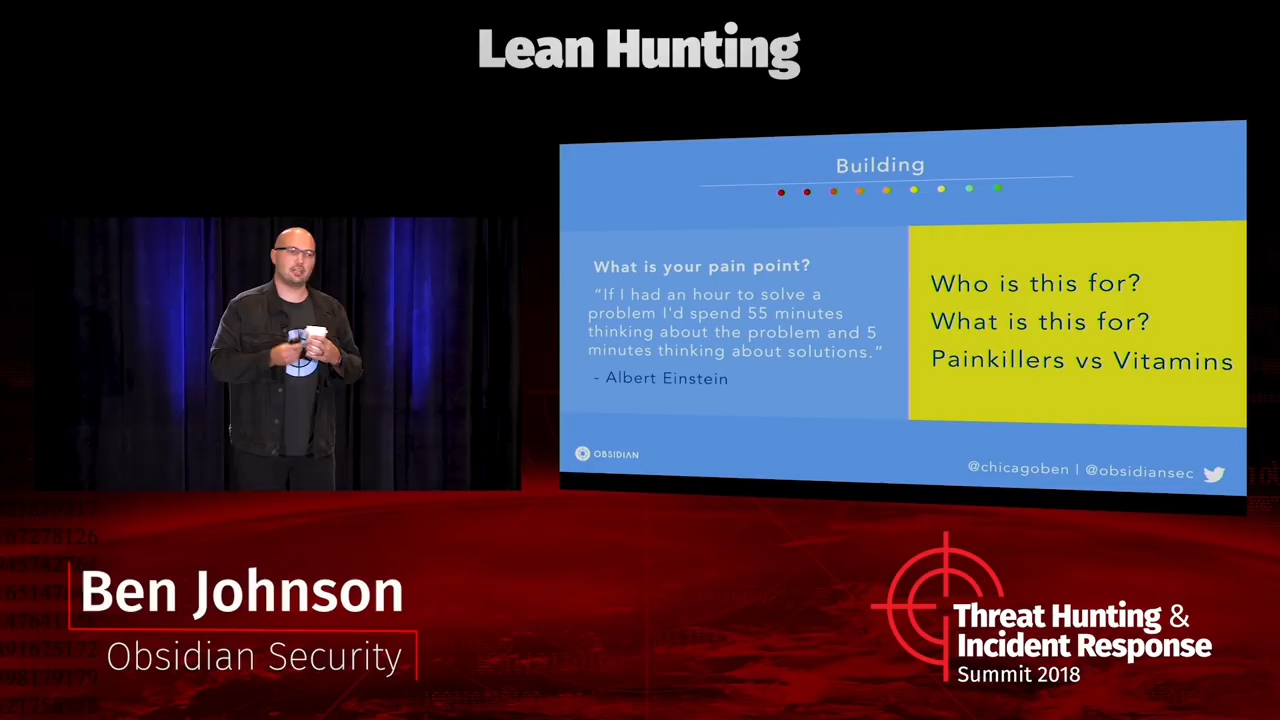 Lean Hunting
Building
What is your pain point?
“If I had an hour to solve a
problem I'd spend 55 minutes
thinking about the problem and 5
minutes thinking about solutions.”
- Albert Einstein
Who is this for?
What is this for?
Painkillers vs Vitamins
OBSIDIAN
@chicagoben | @obsidiansec
Ben Johnson
Obsidian Security
Threat Hunting &
Incident Response
Summit 2018